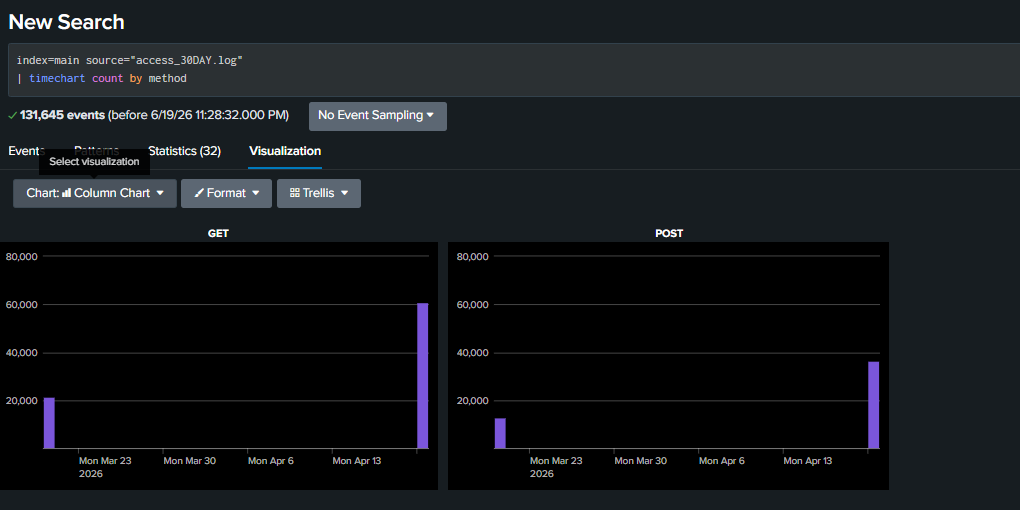 New Search
index=main source="access_30DAY.log"
| timechart count by method
131,645 events (before 6/19/26 11:28:32.000 PM)
No Event Sampling
Events Patterns Statistics (32) Visualization
Select visualization
Chart: Column Chart Format Trellis
GET POST
80,000 80,000
60,000 60,000
40,000 40,000
20,000 20,000
Mon Mar 23 Mon Mar 30 Mon Apr 6 Mon Apr 13 Mon Mar 23 Mon Mar 30 Mon Apr 6 Mon Apr 13
2026 2026